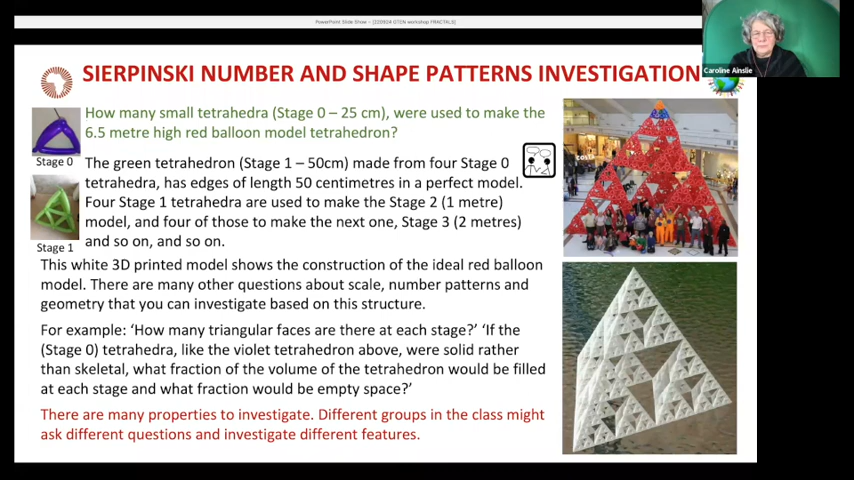 PowerPoint Slide Show - [220924 UTEN workshop FRACTALS]
Caroline Ainslie
SIERPINSKI NUMBER AND SHAPE PATTERNS INVESTIGATION
How many small tetrahedra (Stage 0 – 25 cm), were used to make the
6.5 metre high red balloon model tetrahedron?
Stage 0
The green tetrahedron (Stage 1 – 50cm) made from four Stage 0
tetrahedra, has edges of length 50 centimetres in a perfect model.
Four Stage 1 tetrahedra are used to make the Stage 2 (1 metre)
model, and four of those to make the next one, Stage 3 (2 metres)
and so on, and so on.
Stage 1
This white 3D printed model shows the construction of the ideal red balloon
model. There are many other questions about scale, number patterns and
geometry that you can investigate based on this structure.
For example: ‘How many triangular faces are there at each stage?’ ‘If the
(Stage 0) tetrahedra, like the violet tetrahedron above, were solid rather
than skeletal, what fraction of the volume of the tetrahedron would be filled
at each stage and what fraction would be empty space?’
There are many properties to investigate. Different groups in the class might
ask different questions and investigate different features.
COSTA